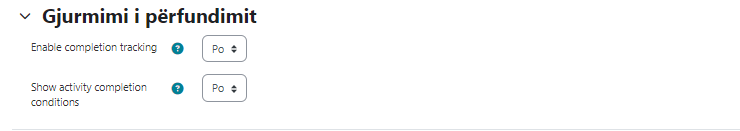 Gjurmimi i përfundimit
Enable completion tracking
Po
Show activity completion
conditions
Po